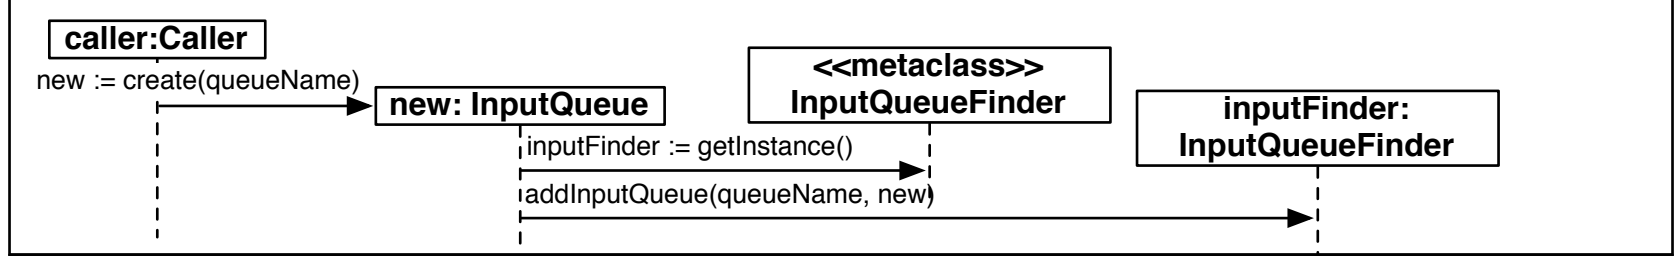 caller:Caller
new := create(queueName)
new: InputQueue
<<metaclass>>
InputQueueFinder
inputFinder:
InputQueueFinder
inputFinder := getInstance()
addInputQueue(queueName, new)